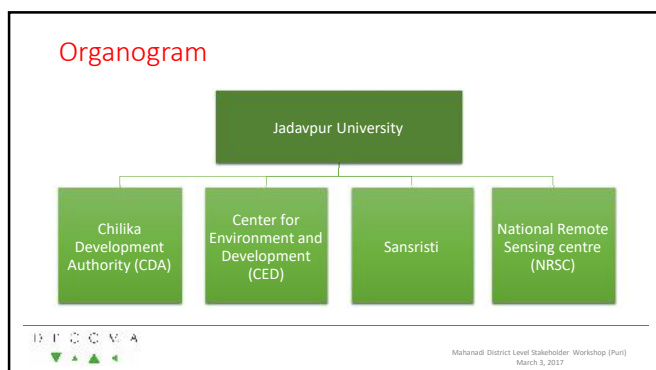 Organogram
Jadavpur University
Chilika
Development
Authority (CDA)
Center for
Environment and
Development
(CED)
Sansristi
National Remote
Sensing centre
(NRSC)
D E C C M A
Mahanadi District Level Stakeholder Workshop (Puri)
March 3, 2017